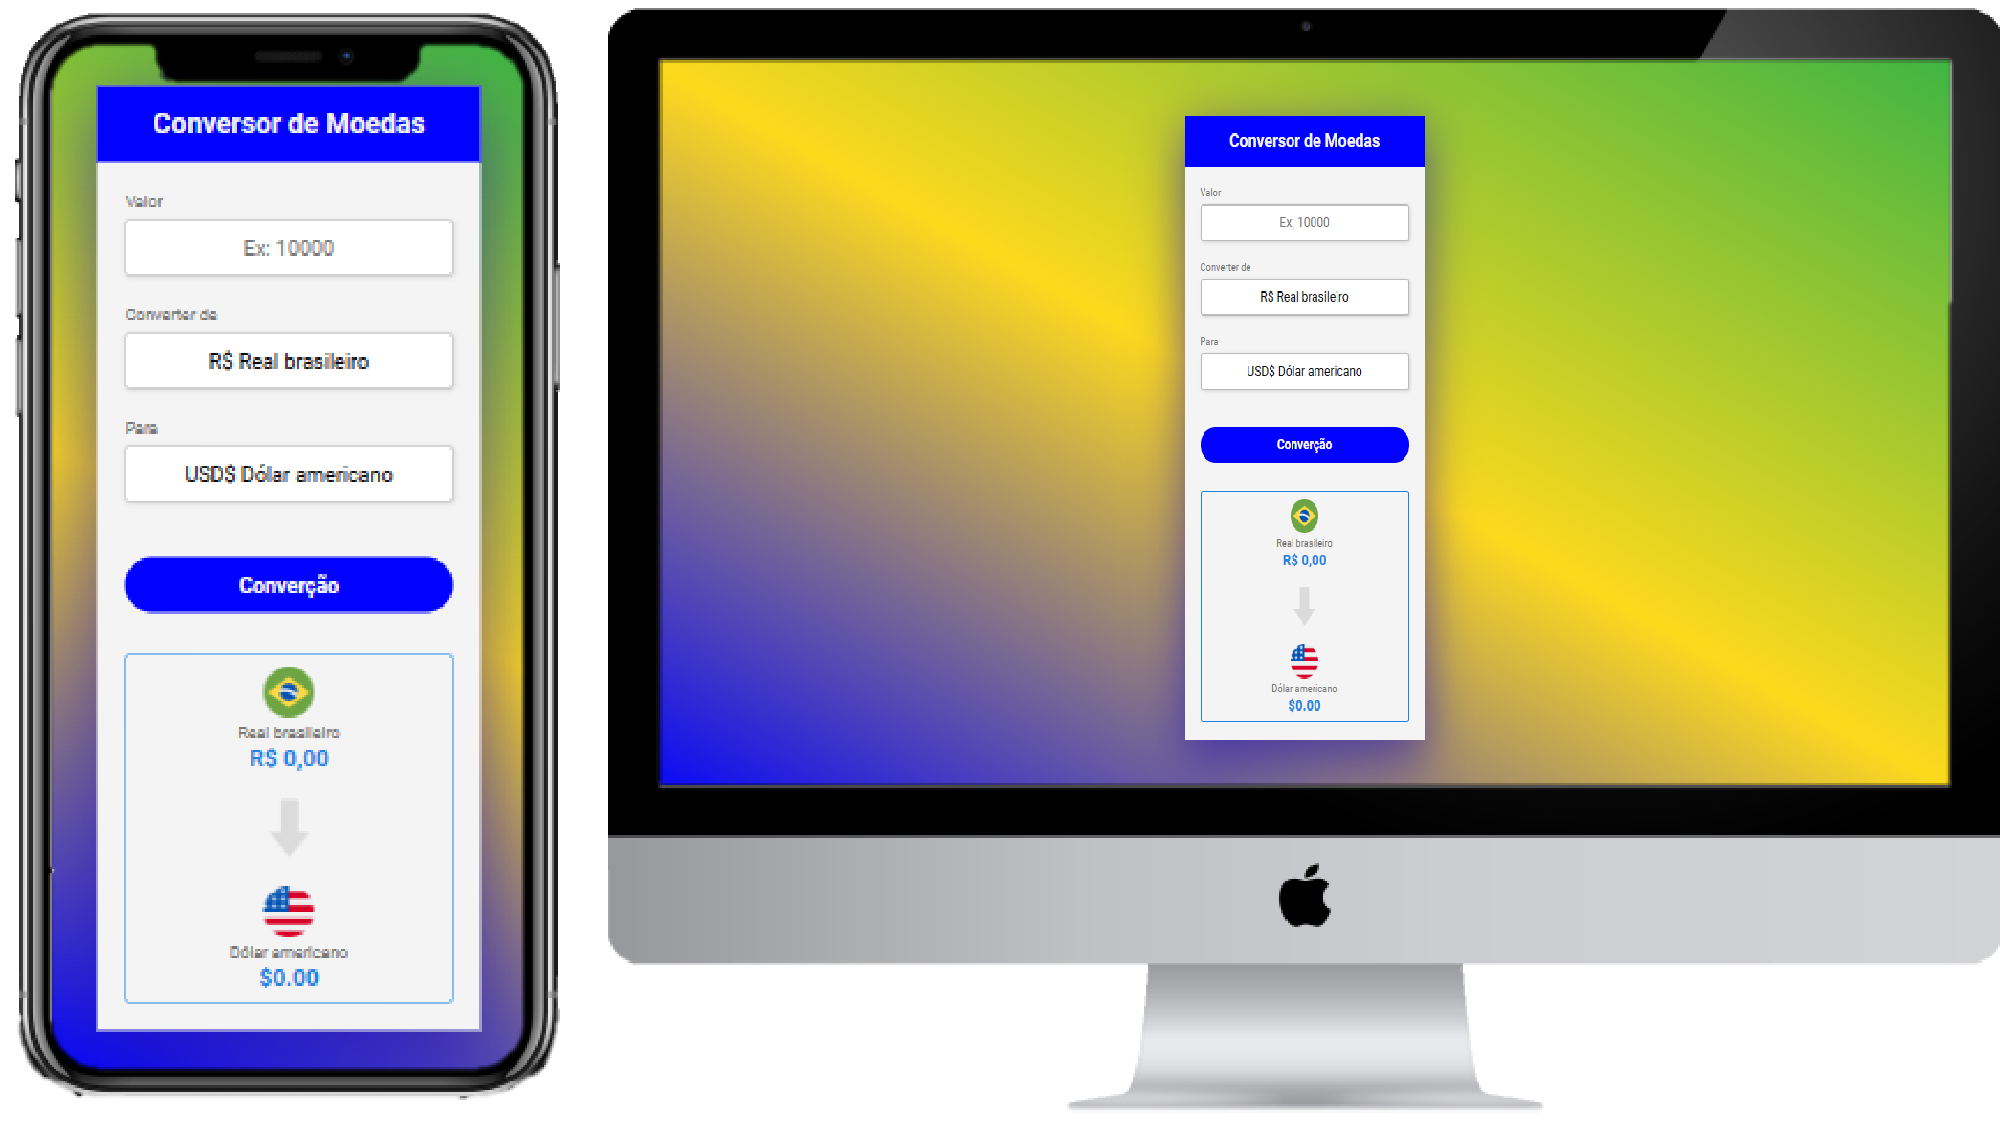 Conversor de Moedas
Valor
Ex: 10000
Converter de
R$ Real brasileiro
Para
USD$ Dólar americano
Converção
Real brasileiro
R$ 0,00
Dólar americano
$0.00
Conversor de Moedas
Valor
Ex: 10000
Converter de
R$ Real brasileiro
Para
USD$ Dólar americano
Converção
Real brasileiro
R$ 0,00
Dólar americano
$0.00